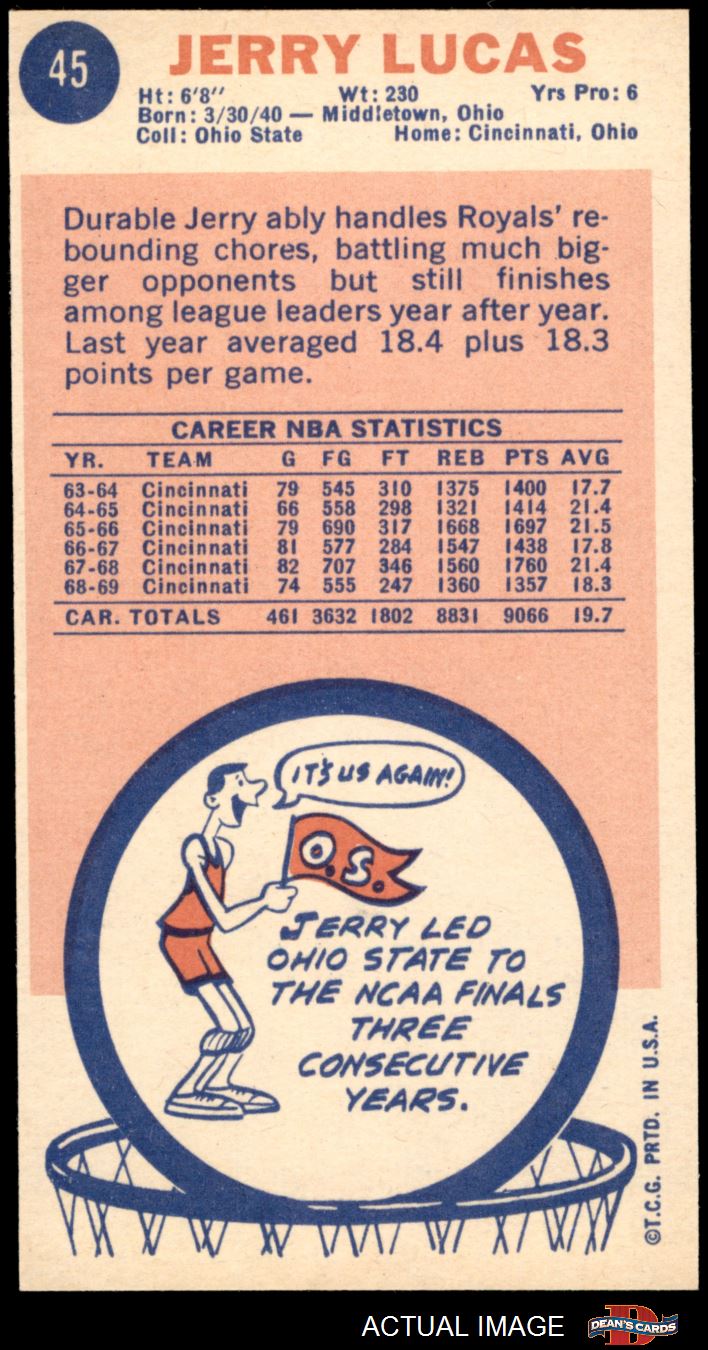 45
JERRY LUCAS
Ht: 6'8" Wt: 230 Yrs Pro: 6
Born: 3/30/40 — Middletown, Ohio
Coll: Ohio State Home: Cincinnati, Ohio
Durable Jerry ably handles Royals' re-
bounding chores, battling much big-
ger opponents but still finishes
among league leaders year after year.
Last year averaged 18.4 plus 18.3
points per game.
CAREER NBA STATISTICS
YR. TEAM G FG FT REB PTS AVG
63-64 Cincinnati 79 545 310 1375 1400 17.7
64-65 Cincinnati 66 558 298 1321 1414 21.4
65-66 Cincinnati 79 690 317 1668 1697 21.5
66-67 Cincinnati 81 577 284 1547 1438 17.8
67-68 Cincinnati 82 707 346 1560 1760 21.4
68-69 Cincinnati 74 555 247 1360 1357 18.3
CAR. TOTALS 461 3632 1802 8831 9066 19.7
IT'S US AGAIN!
O.S.
JERRY LED
OHIO STATE TO
THE NCAA FINALS
THREE
CONSECUTIVE
YEARS.
©T.C.G. PRTD. IN U.S.A.
ACTUAL IMAGE
D
DEAN'S CARDS